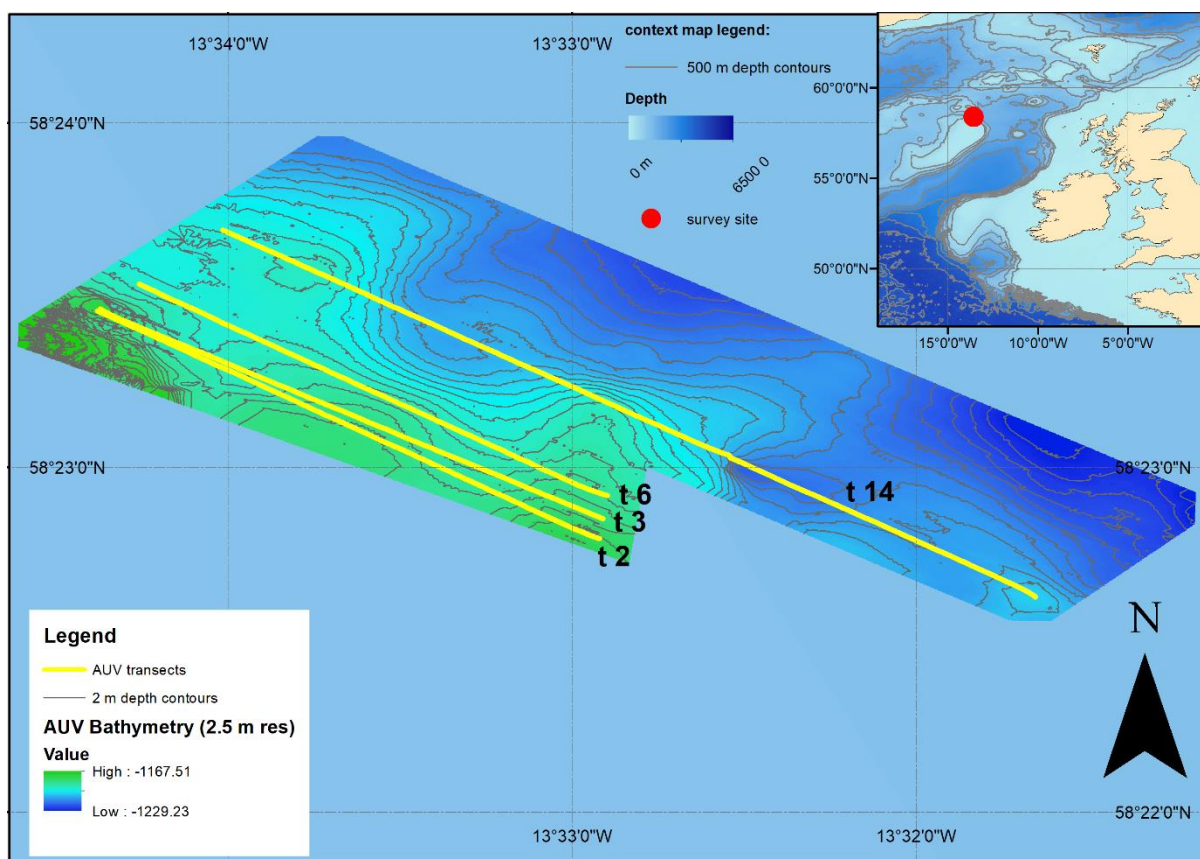 13°34'0"W
13°33'0"W
context map legend:
500 m depth contours
Depth
0 m
6500 0
survey site
60°0'0"N
55°0'0"N
50°0'0"N
15°0'0"W
10°0'0"W
5°0'0"W
58°24'0"N
58°23'0"N
58°23'0"N
t 6
t 3
t 2
t 14
N
Legend
AUV transects
2 m depth contours
AUV Bathymetry (2.5 m res)
Value
High : -1167.51
Low : -1229.23
58°22'0"N
13°33'0"W
13°32'0"W